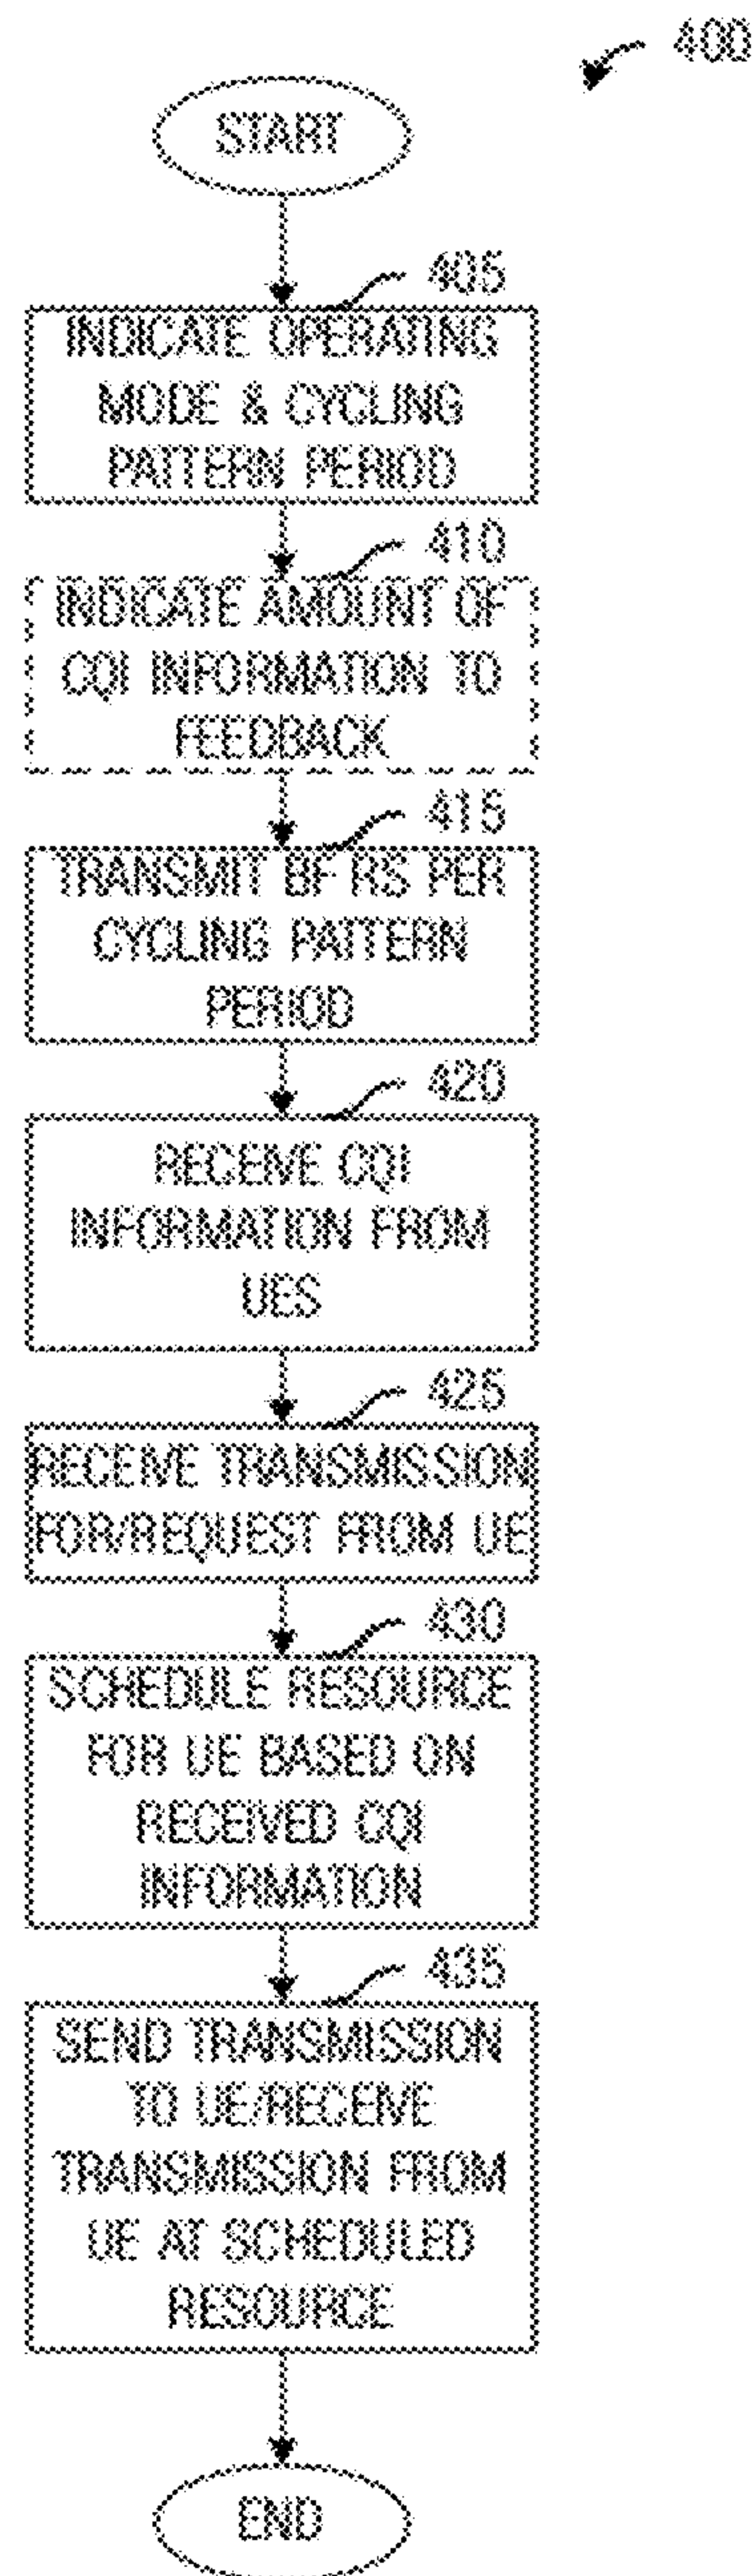 400
START
405
INDICATE OPERATING
MODE & CYCLING
PATTERN PERIOD
410
INDICATE AMOUNT OF
CQI INFORMATION TO
FEEDBACK
415
TRANSMIT BF RS PER
CYCLING PATTERN
PERIOD
420
RECEIVE CQI
INFORMATION FROM
UES
425
RECEIVE TRANSMISSION
FOR/REQUEST FROM UE
430
SCHEDULE RESOURCE
FOR UE BASED ON
RECEIVED CQI
INFORMATION
435
SEND TRANSMISSION
TO UE/RECEIVE
TRANSMISSION FROM
UE AT SCHEDULED
RESOURCE
END